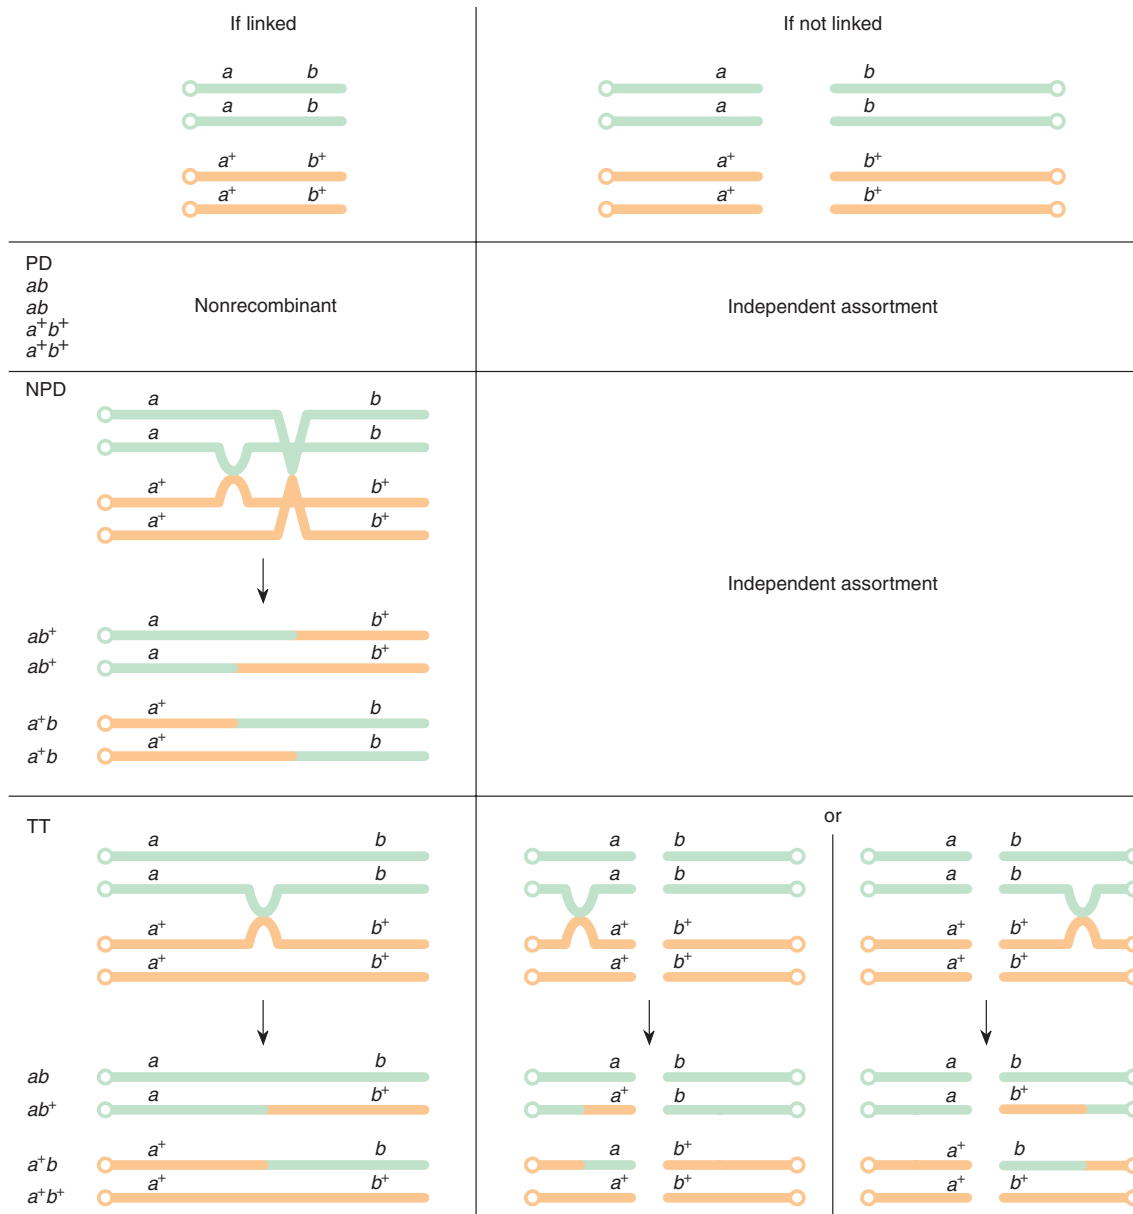 If linked
If not linked
a b
a b
a b
a b
a⁺ b⁺
a⁺ b⁺
a⁺ b⁺
a⁺ b⁺
PD
ab
ab
a⁺b⁺
a⁺b⁺
Nonrecombinant
Independent assortment
NPD
a b
a b
a⁺ b⁺
a⁺ b⁺
Independent assortment
ab⁺ a b⁺
ab⁺ a b⁺
a⁺b a⁺ b
a⁺b a⁺ b
TT
or
a b a b a b
a b a b a b
a⁺ b⁺ a⁺ b⁺ a⁺ b⁺
a⁺ b⁺ a⁺ b⁺ a⁺ b⁺
ab a b a b a b
ab⁺ a b⁺ a⁺ b a b⁺
a⁺b a⁺ b a b⁺ a⁺ b
a⁺b⁺ a⁺ b⁺ a⁺ b⁺ a⁺ b⁺